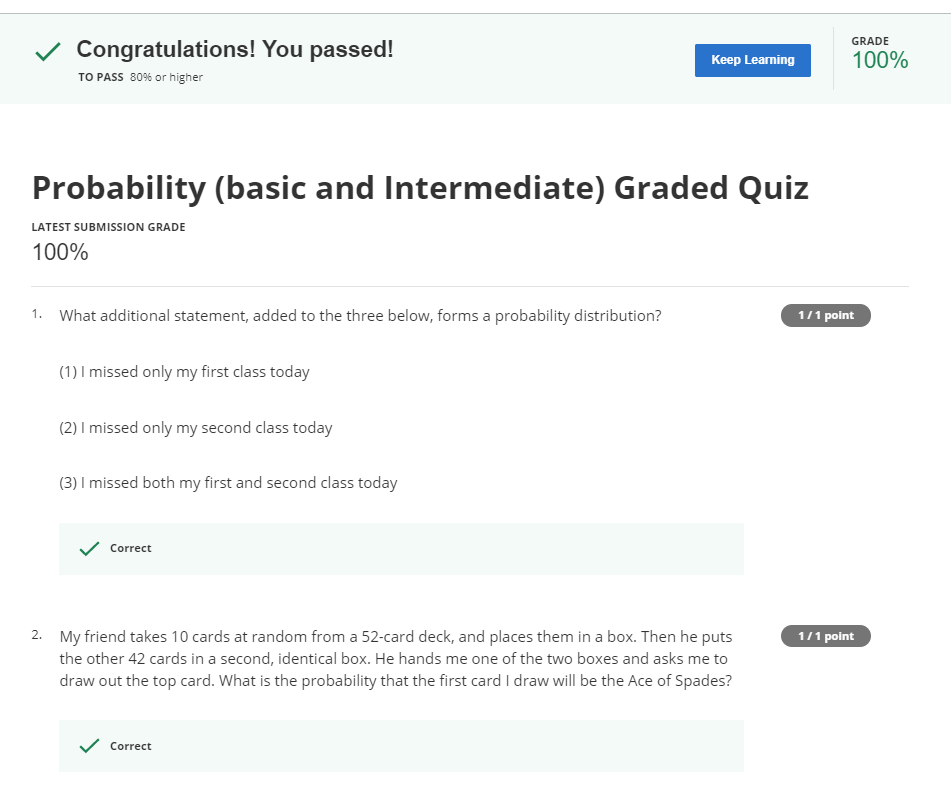 Congratulations! You passed!
TO PASS 80% or higher
Keep Learning
GRADE
100%
Probability (basic and Intermediate) Graded Quiz
LATEST SUBMISSION GRADE
100%
1. What additional statement, added to the three below, forms a probability distribution?
1 / 1 point
(1) I missed only my first class today
(2) I missed only my second class today
(3) I missed both my first and second class today
Correct
2. My friend takes 10 cards at random from a 52-card deck, and places them in a box. Then he puts
the other 42 cards in a second, identical box. He hands me one of the two boxes and asks me to
draw out the top card. What is the probability that the first card I draw will be the Ace of Spades?
1 / 1 point
Correct